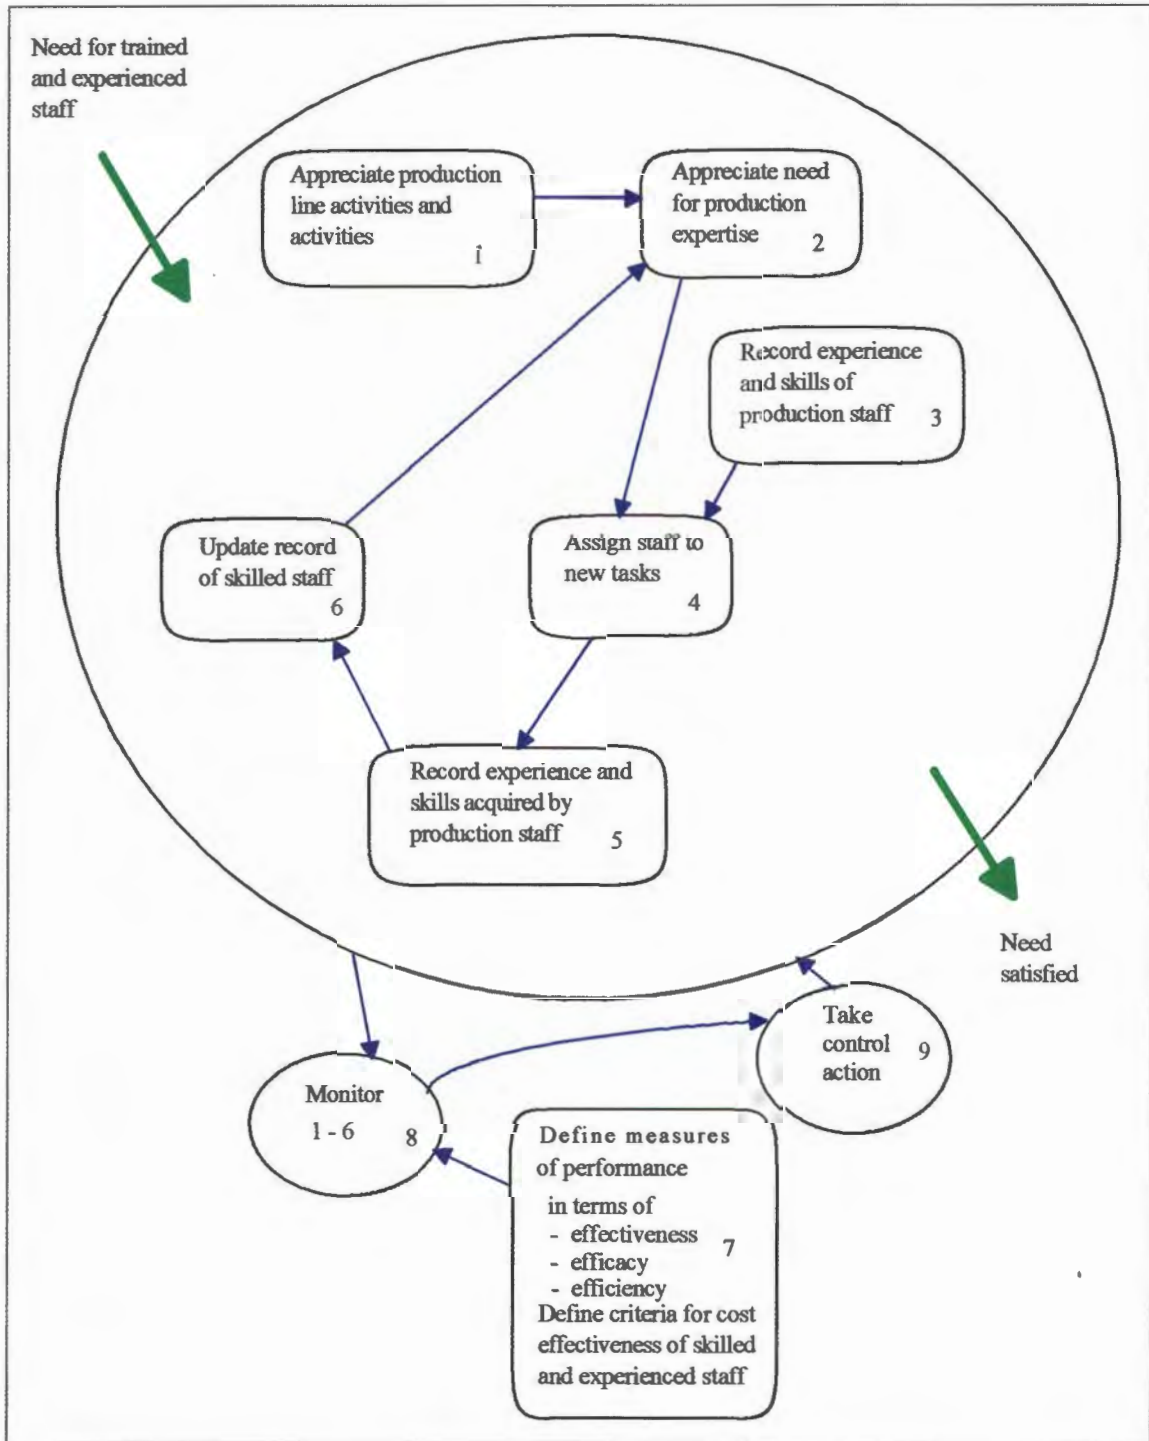 Need for trained
and experienced
staff
Appreciate production
line activities and
activities
1
Appreciate need
for production
expertise
2
Record experience
and skills of
production staff
3
Update record
of skilled staff
6
Assign staff to
new tasks
4
Record experience and
skills acquired by
production staff
5
Need
satisfied
Take
control
action
9
Monitor
1 - 6
8
Define measures
of performance
in terms of
- effectiveness
- efficacy
- efficiency
7
Define criteria for cost
effectiveness of skilled
and experienced staff